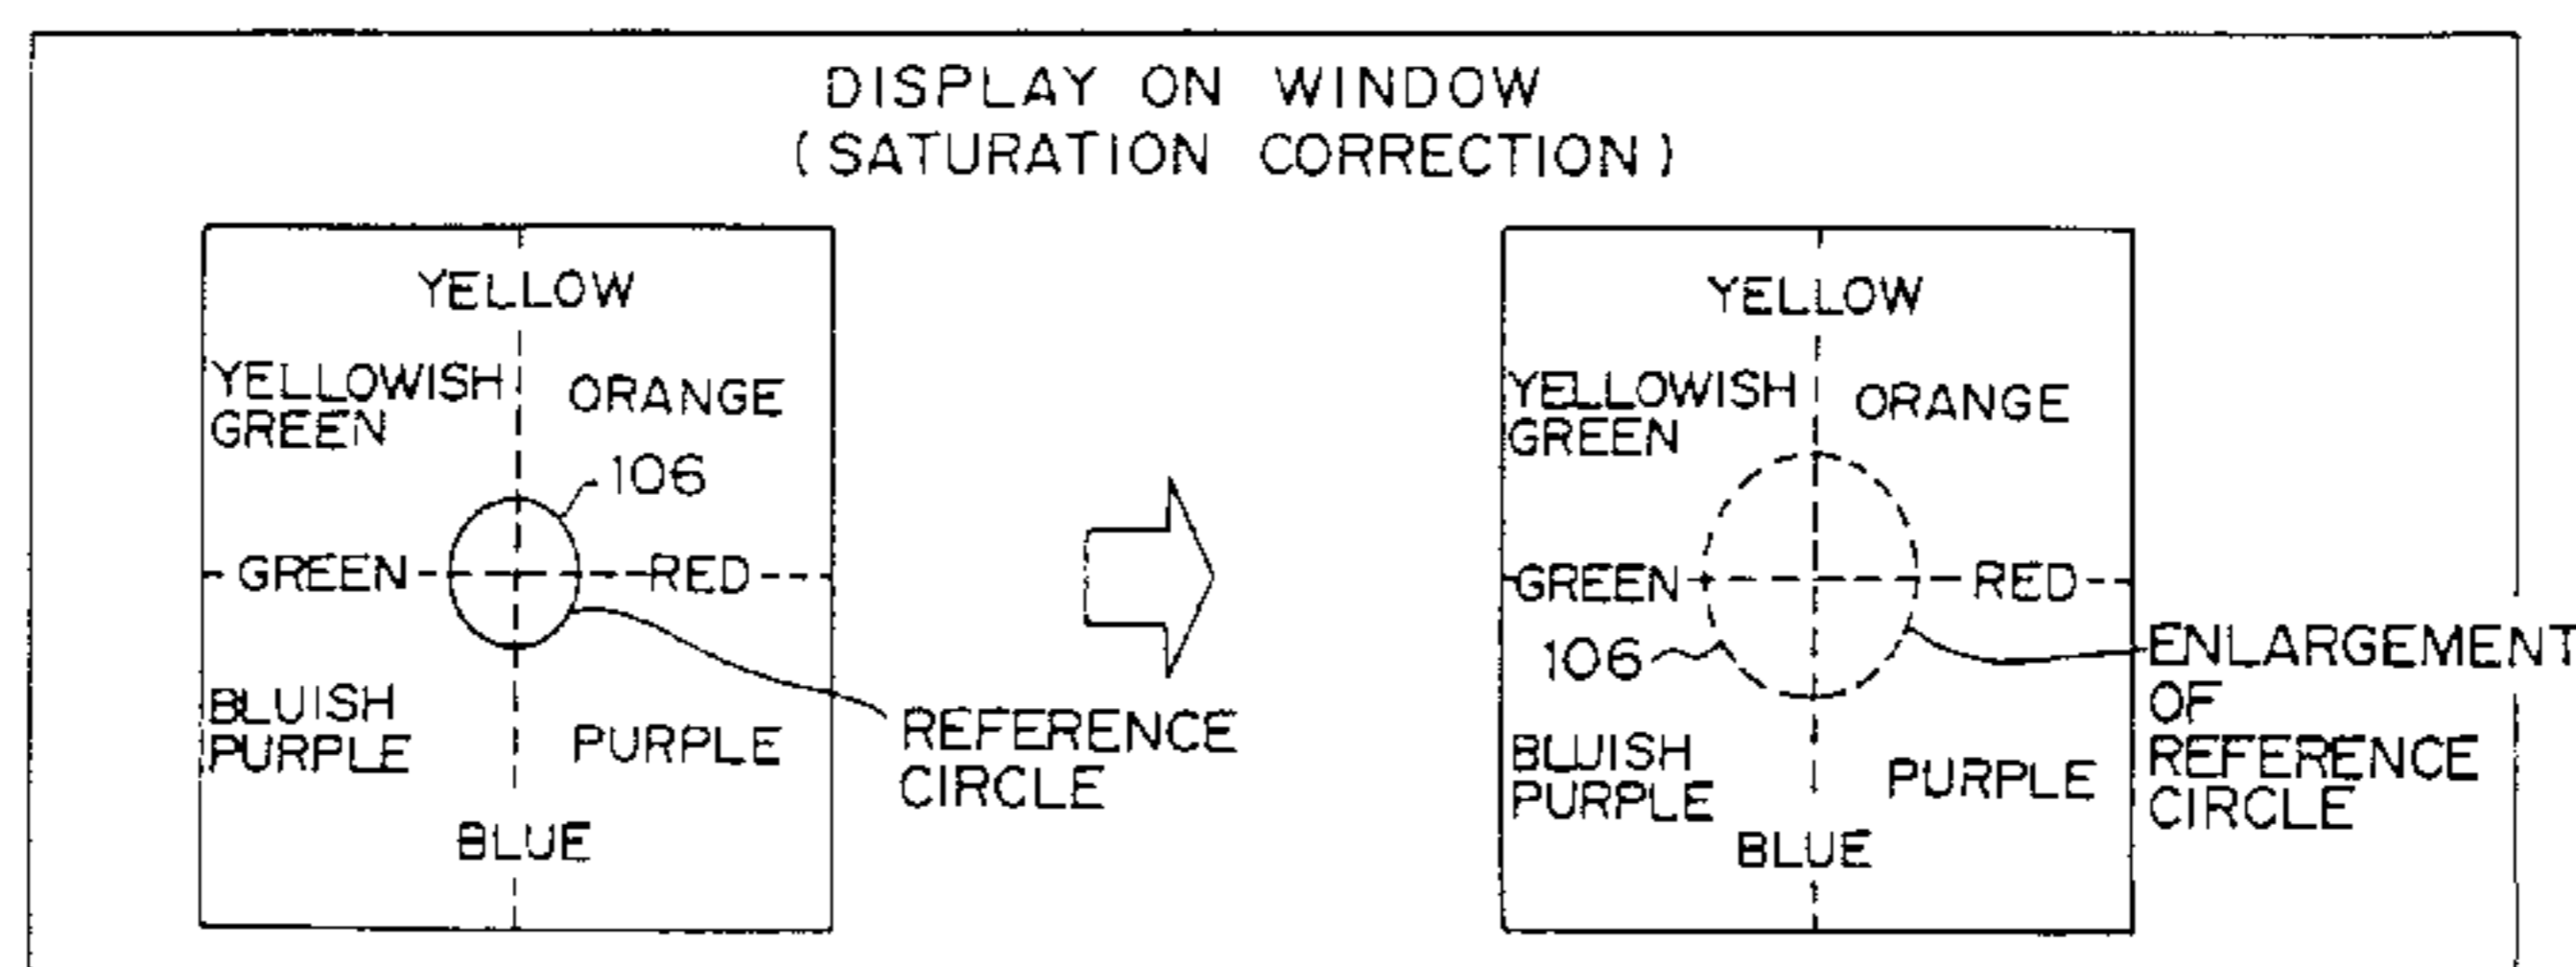 DISPLAY ON WINDOW
(SATURATION CORRECTION)
YELLOW
YELLOWISH
GREEN
ORANGE
106
GREEN
RED
BLUISH
PURPLE
PURPLE
BLUE
REFERENCE
CIRCLE
YELLOW
YELLOWISH
GREEN
ORANGE
GREEN
RED
106
BLUISH
PURPLE
PURPLE
BLUE
ENLARGEMENT
OF
REFERENCE
CIRCLE